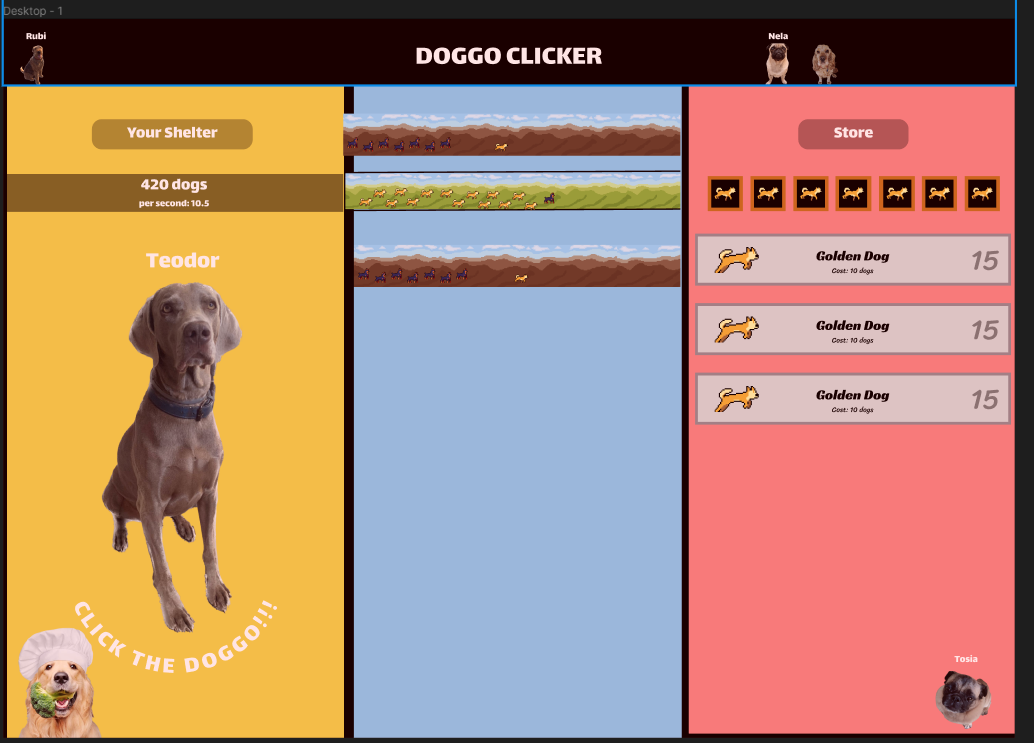 Desktop - 1
Rubi
DOGGO CLICKER
Nela
Your Shelter
420 dogs
per second: 10.5
Teodor
CLICK THE DOGGO!!!
Store
Golden Dog
Cost: 10 dogs
15
Golden Dog
Cost: 10 dogs
15
Golden Dog
Cost: 10 dogs
15
Tosia